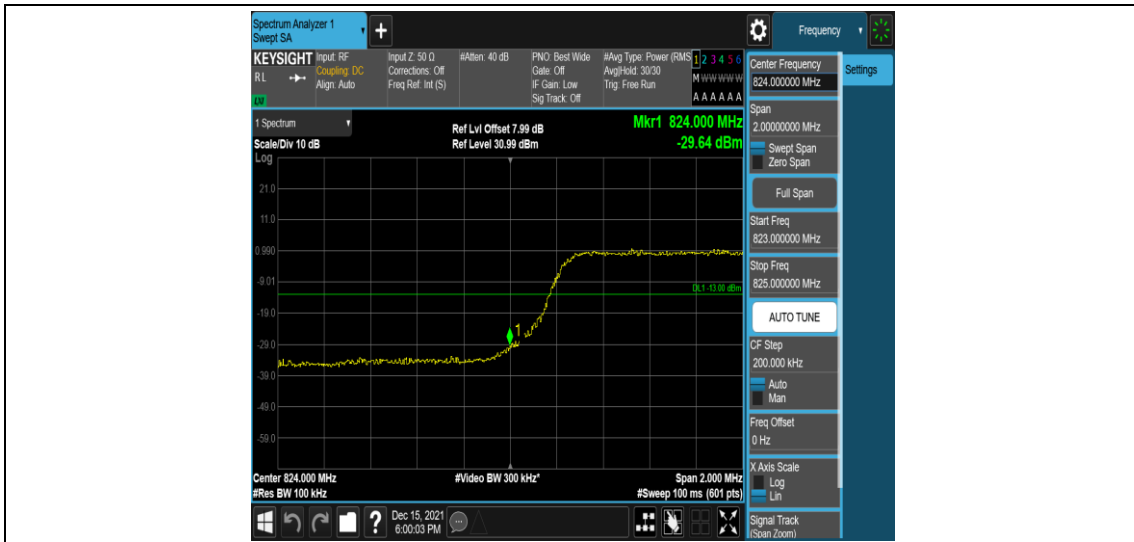 Spectrum Analyzer 1
Swept SA
+
Frequency
KEYSIGHT
RL
LXI
Input: RF
Coupling: DC
Align: Auto
Input Z: 50 Ω
Corrections: Off
Freq Ref: Int (S)
#Atten: 40 dB
PNO: Best Wide
Gate: Off
IF Gain: Low
Sig Track: Off
#Avg Type: Power (RMS
Avg|Hold: 30/30
Trig: Free Run
1 2 3 4 5 6
M W W W W W
A A A A A A
1 Spectrum
Scale/Div 10 dB
Ref Lvl Offset 7.99 dB
Ref Level 30.99 dBm
Mkr1 824.000 MHz
-29.64 dBm
Log
21.0
11.0
0.990
-9.01
-19.0
-29.0
-39.0
-49.0
-59.0
DL1 -13.00 dBm
1
Center 824.000 MHz
#Res BW 100 kHz
#Video BW 300 kHz*
Span 2.000 MHz
#Sweep 100 ms (601 pts)
Center Frequency
824.000000 MHz
Settings
Span
2.00000000 MHz
Swept Span
Zero Span
Full Span
Start Freq
823.000000 MHz
Stop Freq
825.000000 MHz
AUTO TUNE
CF Step
200.000 kHz
Auto
Man
Freq Offset
0 Hz
X Axis Scale
Log
Lin
Signal Track
(Span Zoom)
?
Dec 15, 2021
6:00:03 PM